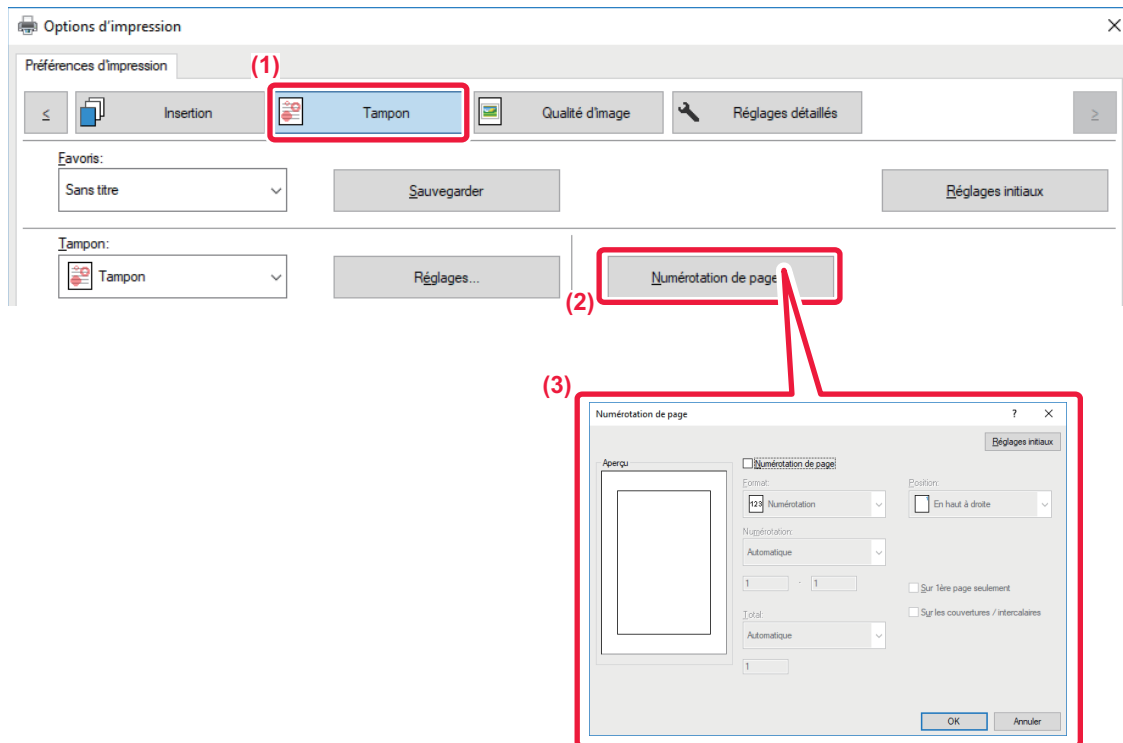 Options d'impression
Préférences d'impression
(1)
≤ Insertion Tampon Qualité d'image Réglages détaillés ≥
Favoris:
Sans titre Sauvegarder Réglages initiaux
Tampon:
Tampon Réglages... Numérotation de page
(2)
(3)
Numérotation de page ?
Réglages initiaux
Aperçu Numérotation de page
Format: Position:
123 Numérotation 1 En haut à droite
Numérotation:
Automatique
1 - 1 Sur 1ère page seulement
Total: Sur les couvertures / intercalaires
Automatique
1
OK Annuler